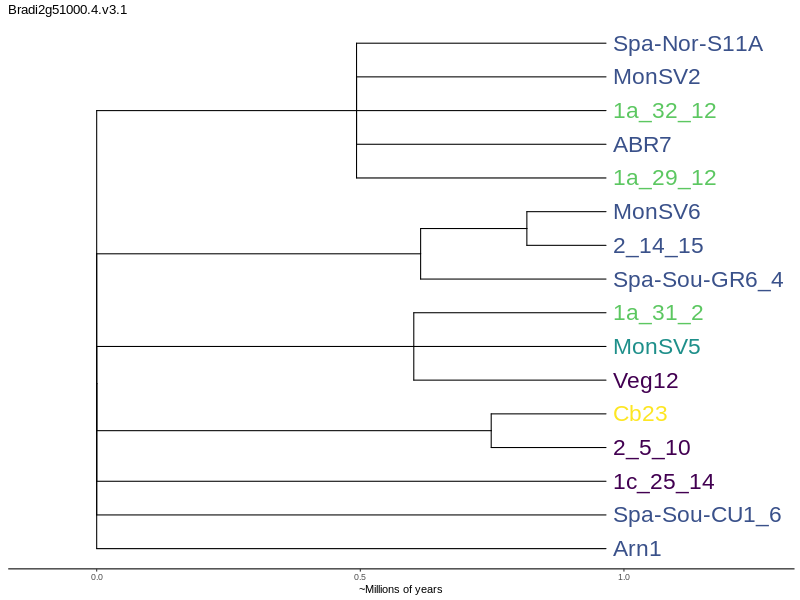 Bradi2g51000.4.v3.1
Spa-Nor-S11A
MonSV2
1a_32_12
ABR7
1a_29_12
MonSV6
2_14_15
Spa-Sou-GR6_4
1a_31_2
MonSV5
Veg12
Cb23
2_5_10
1c_25_14
Spa-Sou-CU1_6
Arn1
0.0 0.5 1.0
~Millions of years